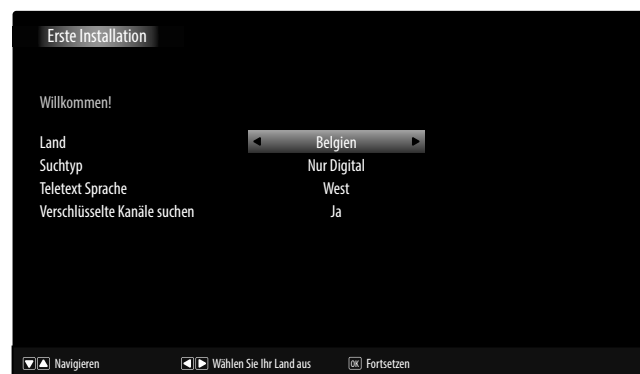 Erste Installation
Willkommen!
Land Belgien
Suchtyp Nur Digital
Teletext Sprache West
Verschlüsselte Kanäle suchen Ja
Navigieren Wählen Sie Ihr Land aus OK Fortsetzen